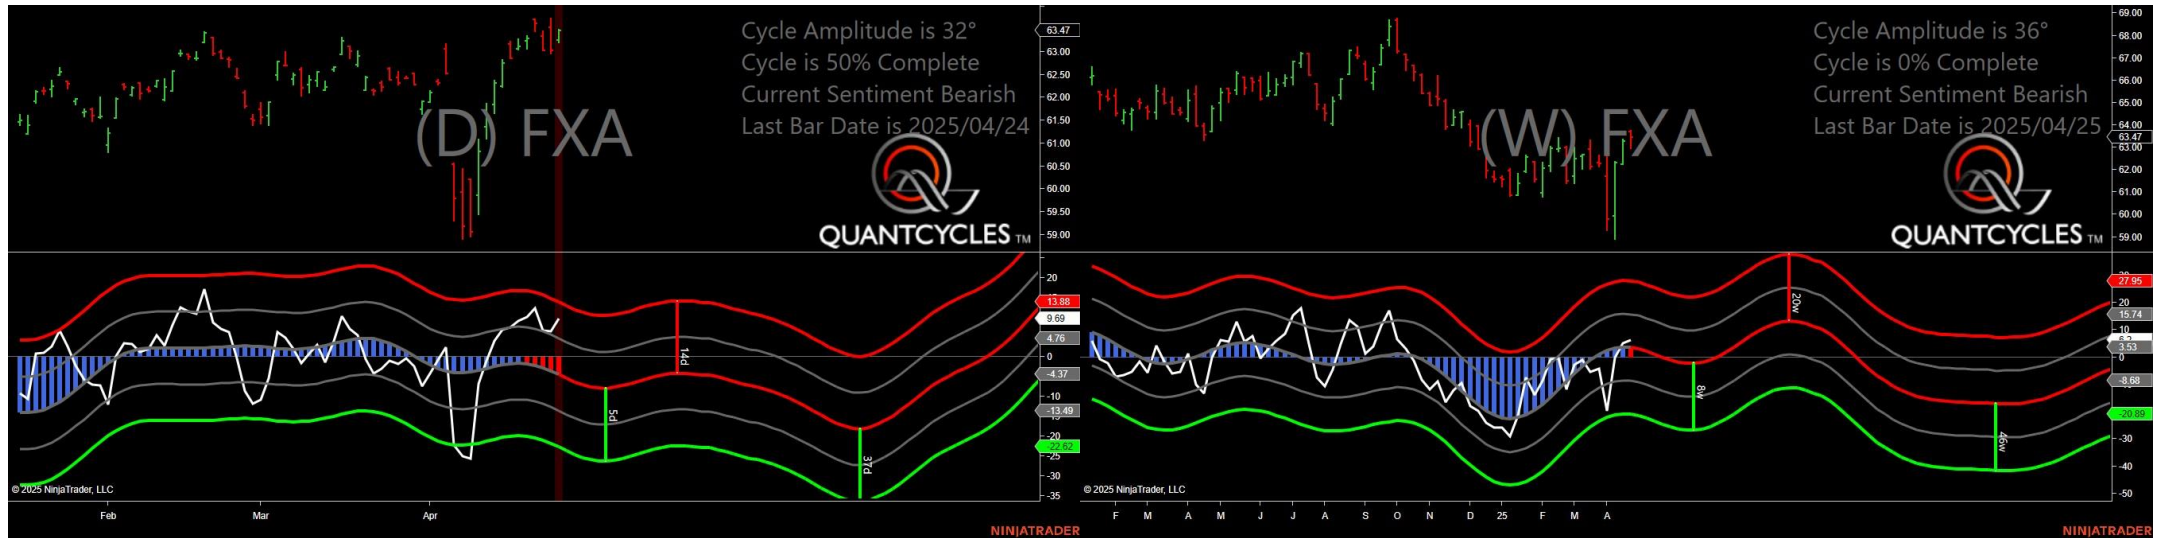 Cycle Amplitude is 32°
Cycle is 50% Complete
Current Sentiment Bearish
Last Bar Date is 2025/04/24
(D) FXA
QUANTCYCLES TM
63.47
63.00
62.50
62.00
61.50
61.00
60.50
60.00
59.50
59.00
20
13.88
9.69
4.76
0
-4.37
-10
-13.49
-20
-22.62
-25
-30
-35
5d
14d
37d
© 2025 NinjaTrader, LLC
Feb Mar Apr
NINJATRADER
Cycle Amplitude is 36°
Cycle is 0% Complete
Current Sentiment Bearish
Last Bar Date is 2025/04/25
(W) FXA
QUANTCYCLES TM
69.00
68.00
67.00
66.00
65.00
64.00
63.47
63.00
62.00
61.00
60.00
59.00
27.95
20
15.74
10
3.53
-8.68
-20.89
-30
-40
-50
8w
20w
46w
© 2025 NinjaTrader, LLC
F M A M J J A S O N D 25 F M A
NINJATRADER